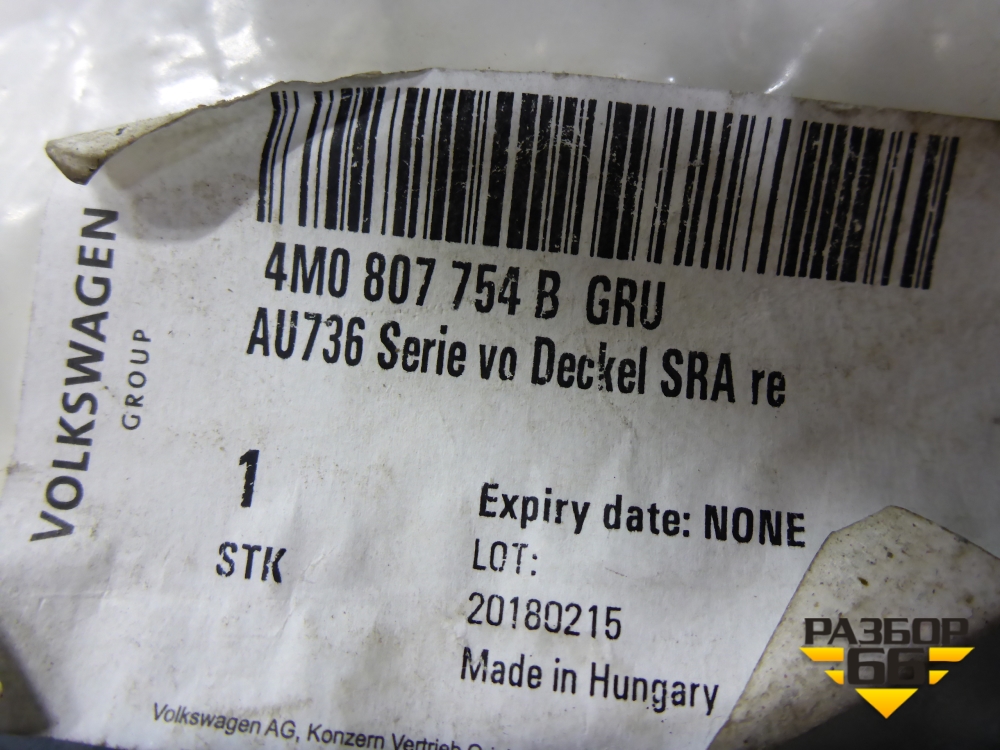 4M0 807 754 B GRU
AU736 Serie vo Deckel SRA re
VOLKSWAGEN
GROUP
1
STK
Expiry date: NONE
LOT:
20180215
Made in Hungary
Volkswagen AG, Konzern Vertrieb
РАЗБОР
66